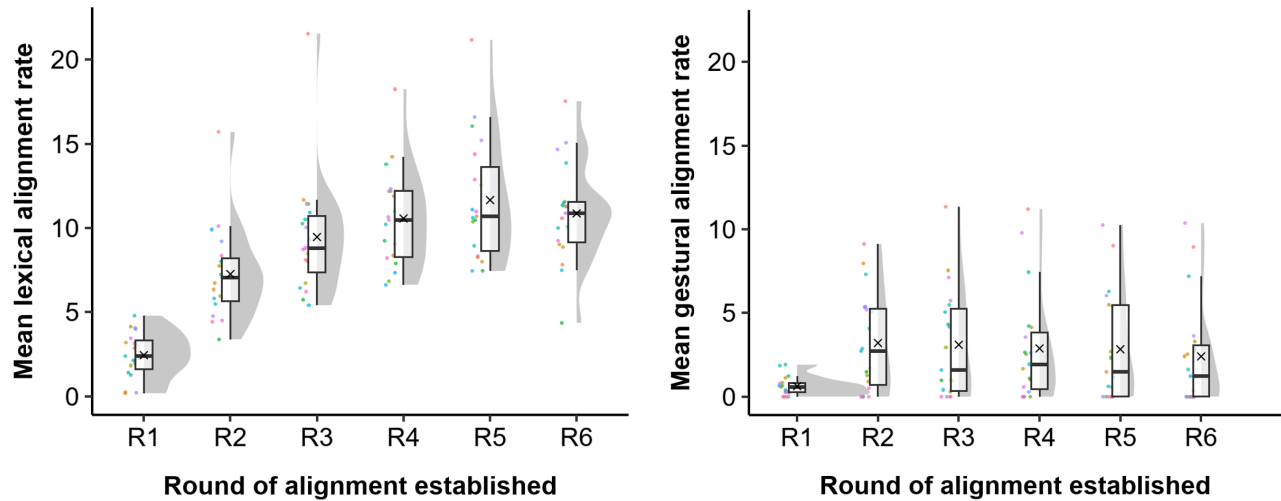 Mean lexical alignment rate
20
15
10
5
0
R1 R2 R3 R4 R5 R6
Round of alignment established
Mean gestural alignment rate
20
15
10
5
0
R1 R2 R3 R4 R5 R6
Round of alignment established